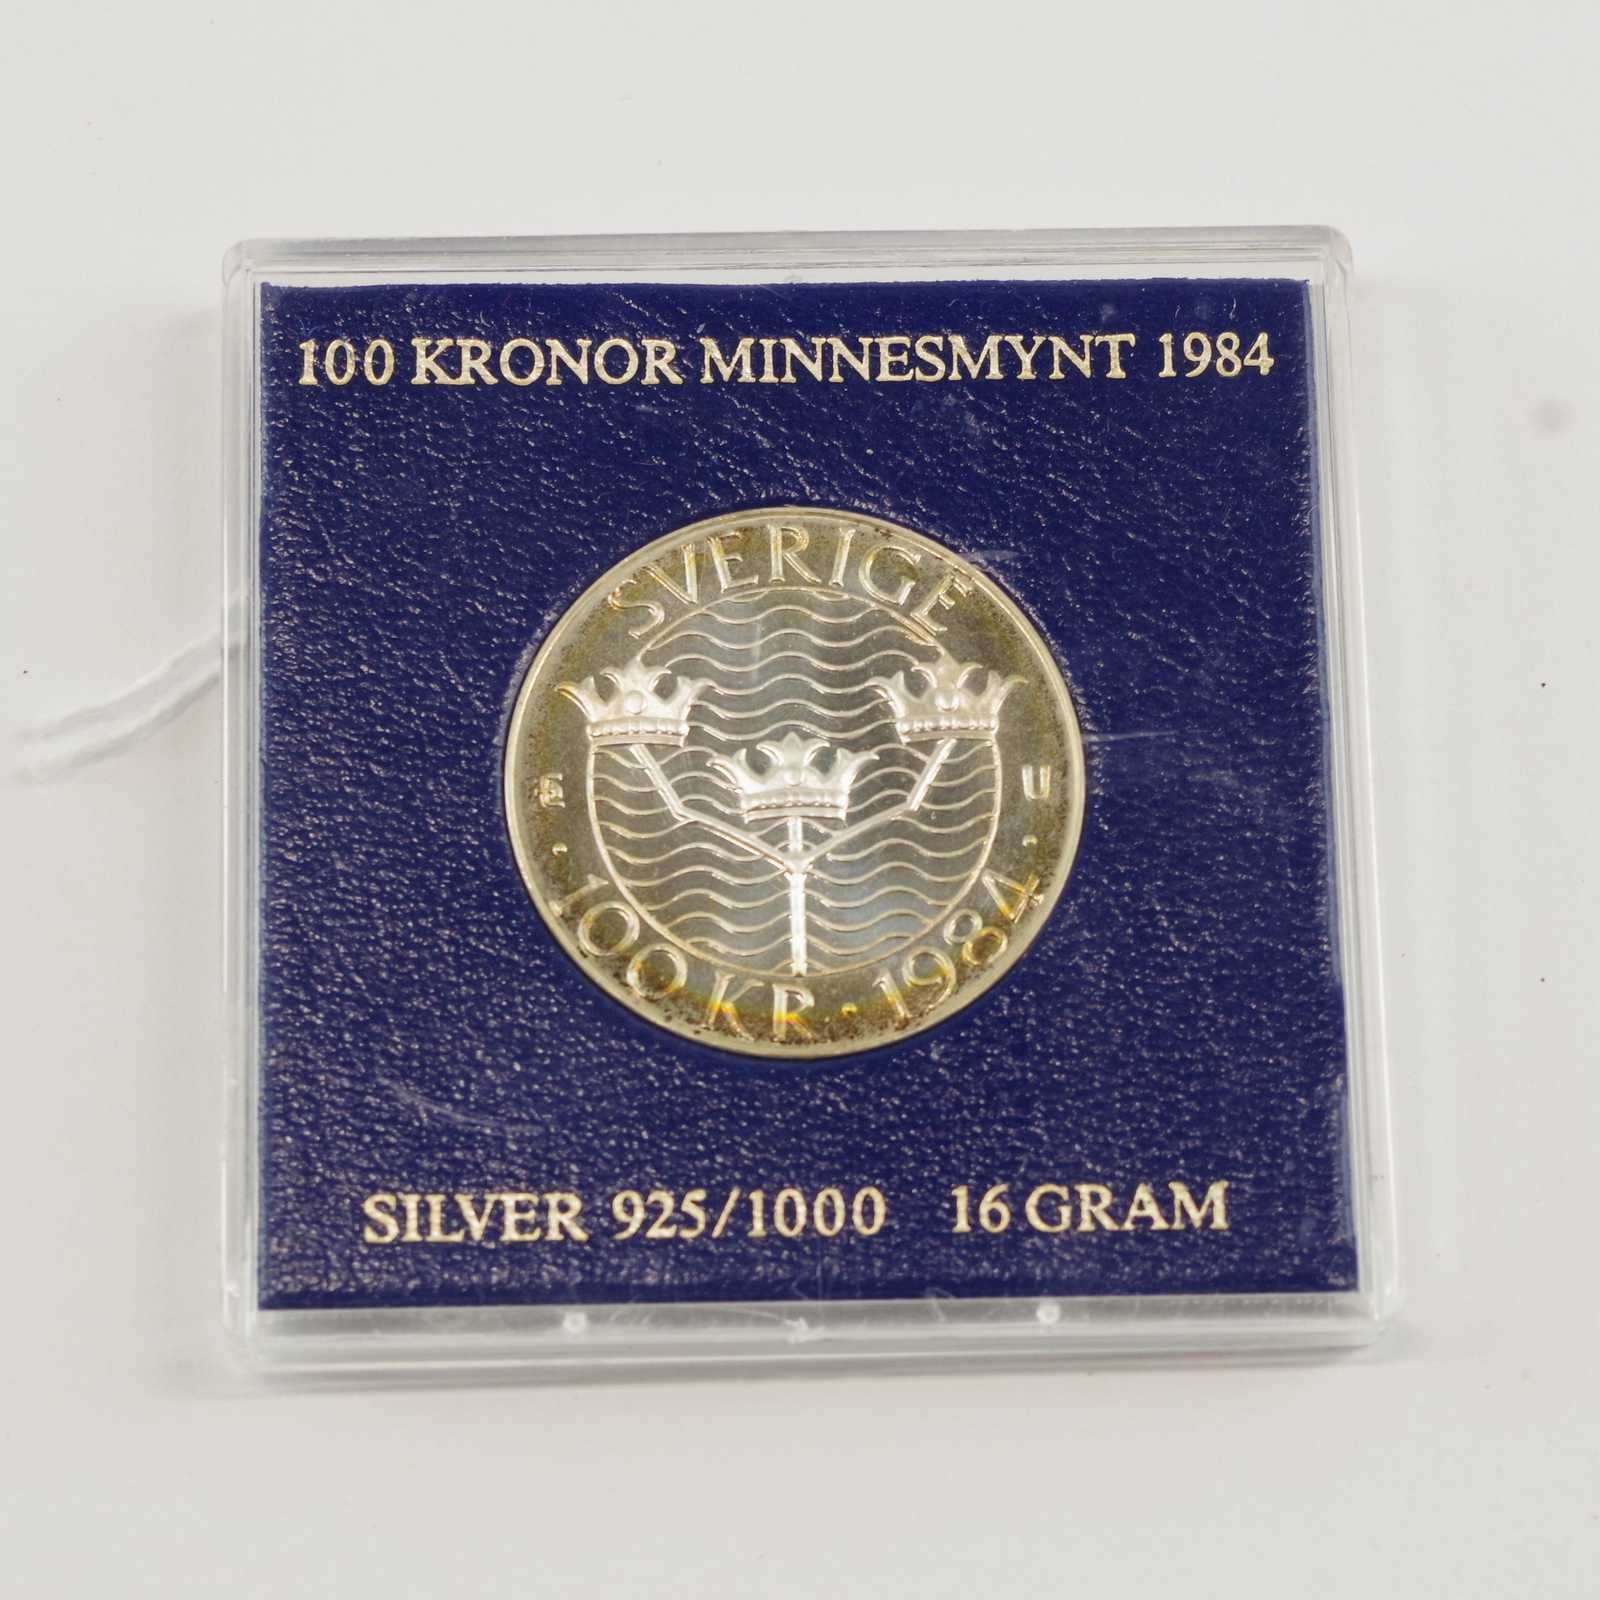 100 KRONOR MINNESMYNT 1984
SVERIGE
E U
· 100 KR · 1984 ·
SILVER 925/1000 16 GRAM